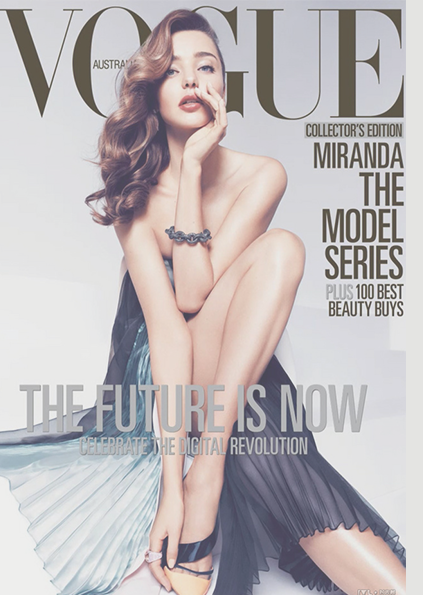 VOGUE
AUSTRALIA
COLLECTOR'S EDITION
MIRANDA
THE
MODEL
SERIES
PLUS 100 BEST
BEAUTY BUYS
THE FUTURE IS NOW
CELEBRATE THE DIGITAL REVOLUTION